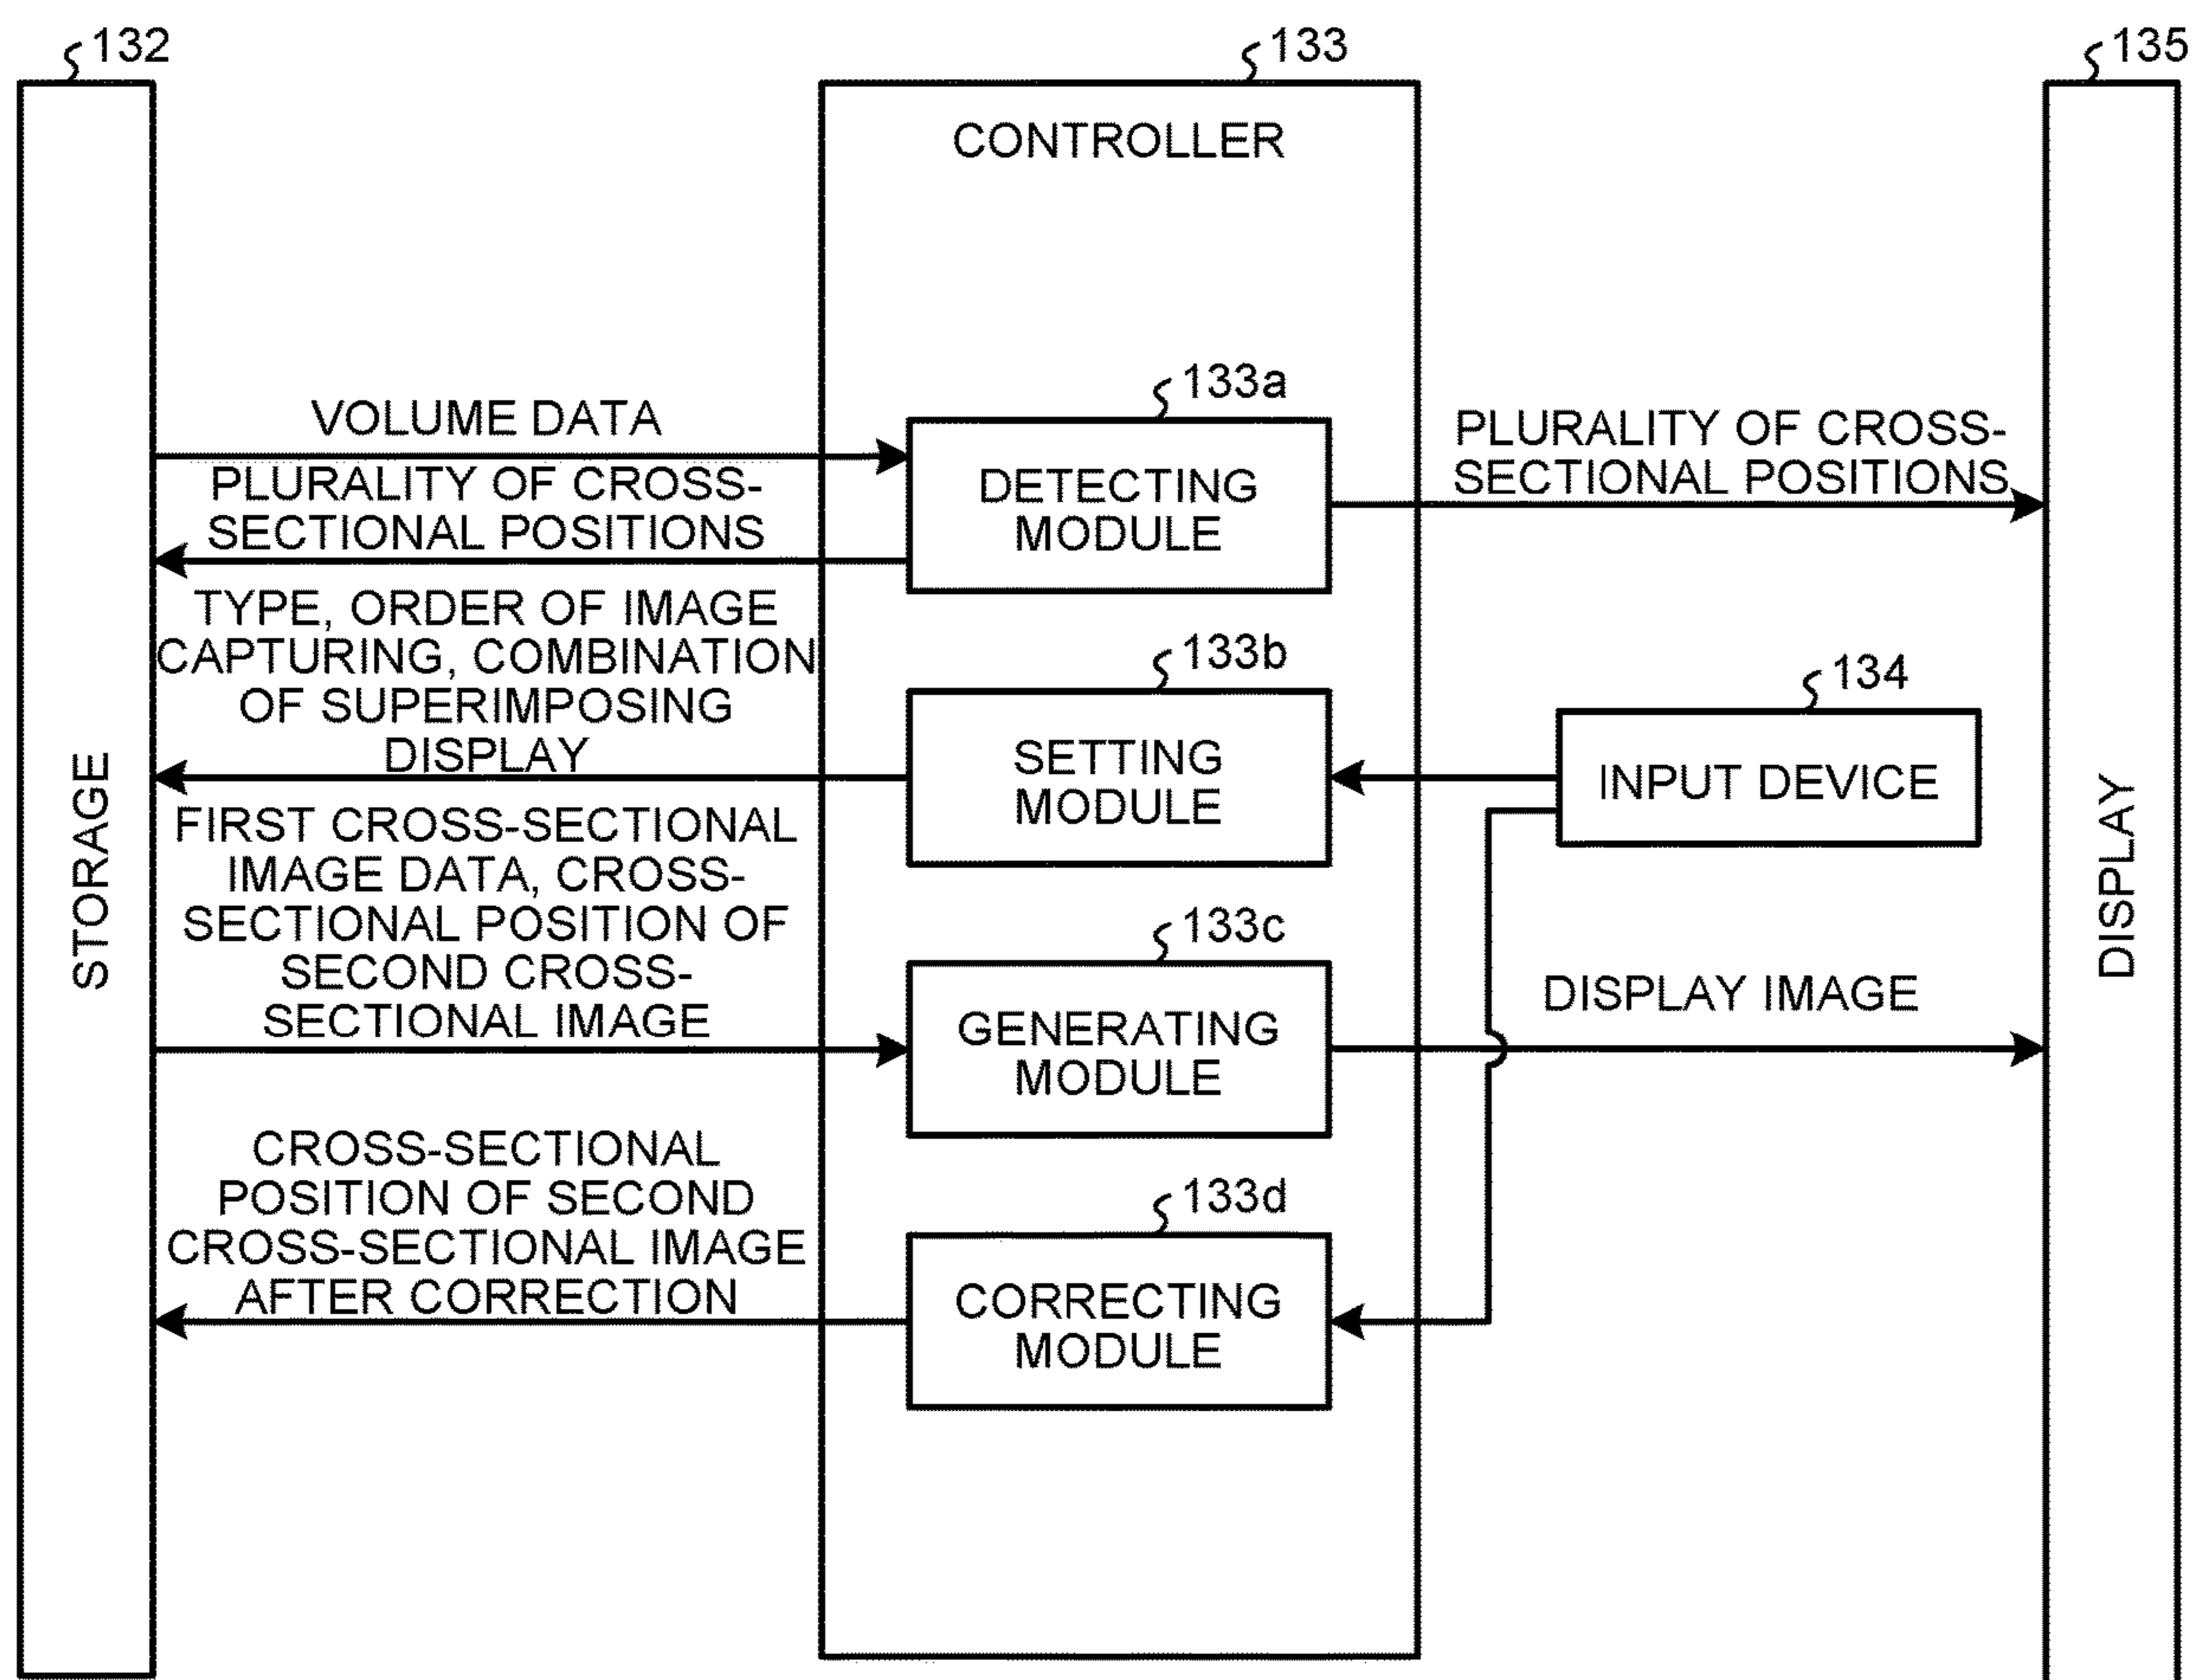 132
133
135
CONTROLLER
133a
VOLUME DATA
PLURALITY OF CROSS-
SECTIONAL POSITIONS
DETECTING
MODULE
PLURALITY OF CROSS-
SECTIONAL POSITIONS
TYPE, ORDER OF IMAGE
CAPTURING, COMBINATION
OF SUPERIMPOSING
DISPLAY
133b
SETTING
MODULE
134
INPUT DEVICE
STORAGE
DISPLAY
FIRST CROSS-SECTIONAL
IMAGE DATA, CROSS-
SECTIONAL POSITION OF
SECOND CROSS-
SECTIONAL IMAGE
133c
GENERATING
MODULE
DISPLAY IMAGE
CROSS-SECTIONAL
POSITION OF SECOND
CROSS-SECTIONAL IMAGE
AFTER CORRECTION
133d
CORRECTING
MODULE